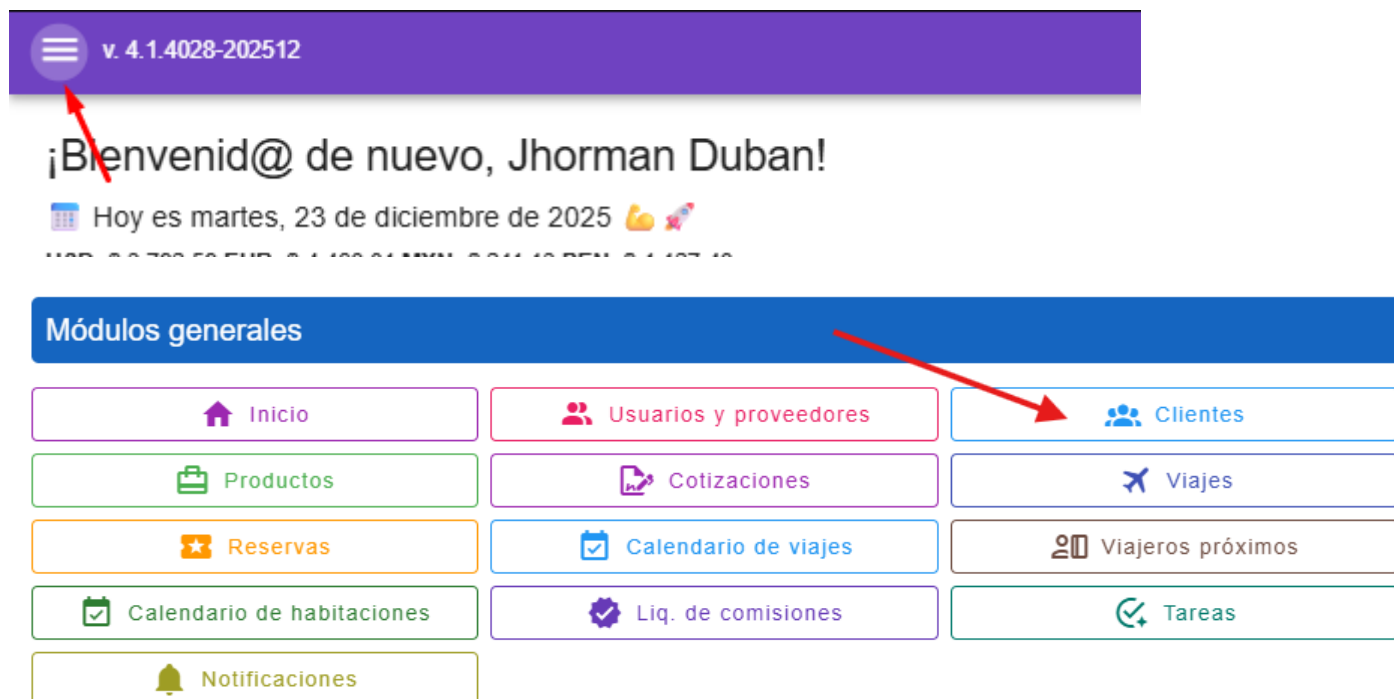 v. 4.1.4028-202512
¡Bienvenid@ de nuevo, Jhorman Duban!
Hoy es martes, 23 de diciembre de 2025
Módulos generales
Inicio
Usuarios y proveedores
Clientes
Productos
Cotizaciones
Viajes
Reservas
Calendario de viajes
Viajeros próximos
Calendario de habitaciones
Liq. de comisiones
Tareas
Notificaciones